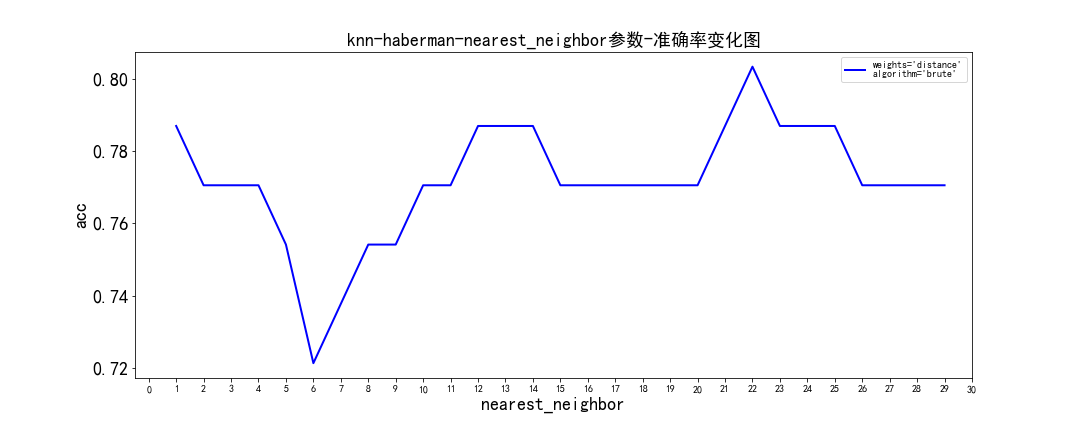 knn-haberman-nearest_neighbor参数-准确率变化图
weights='distance'
algorithm='brute'
acc
0.80
0.78
0.76
0.74
0.72
0 1 2 3 4 5 6 7 8 9 10 11 12 13 14 15 16 17 18 19 20 21 22 23 24 25 26 27 28 29 30
nearest_neighbor